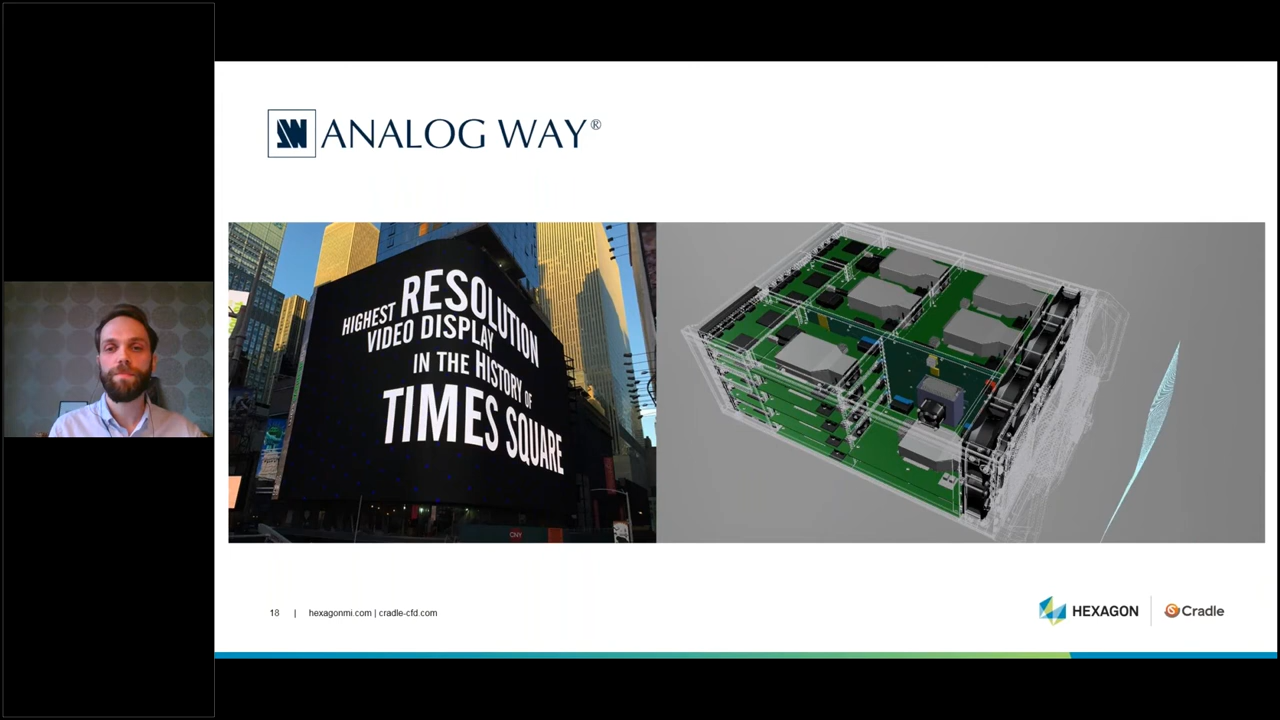 ANALOG WAY®
HIGHEST RESOLUTION
VIDEO DISPLAY
IN THE HISTORY OF
TIMES SQUARE
CNY
18 | hexagonmi.com | cradle-cfd.com
HEXAGON | Cradle